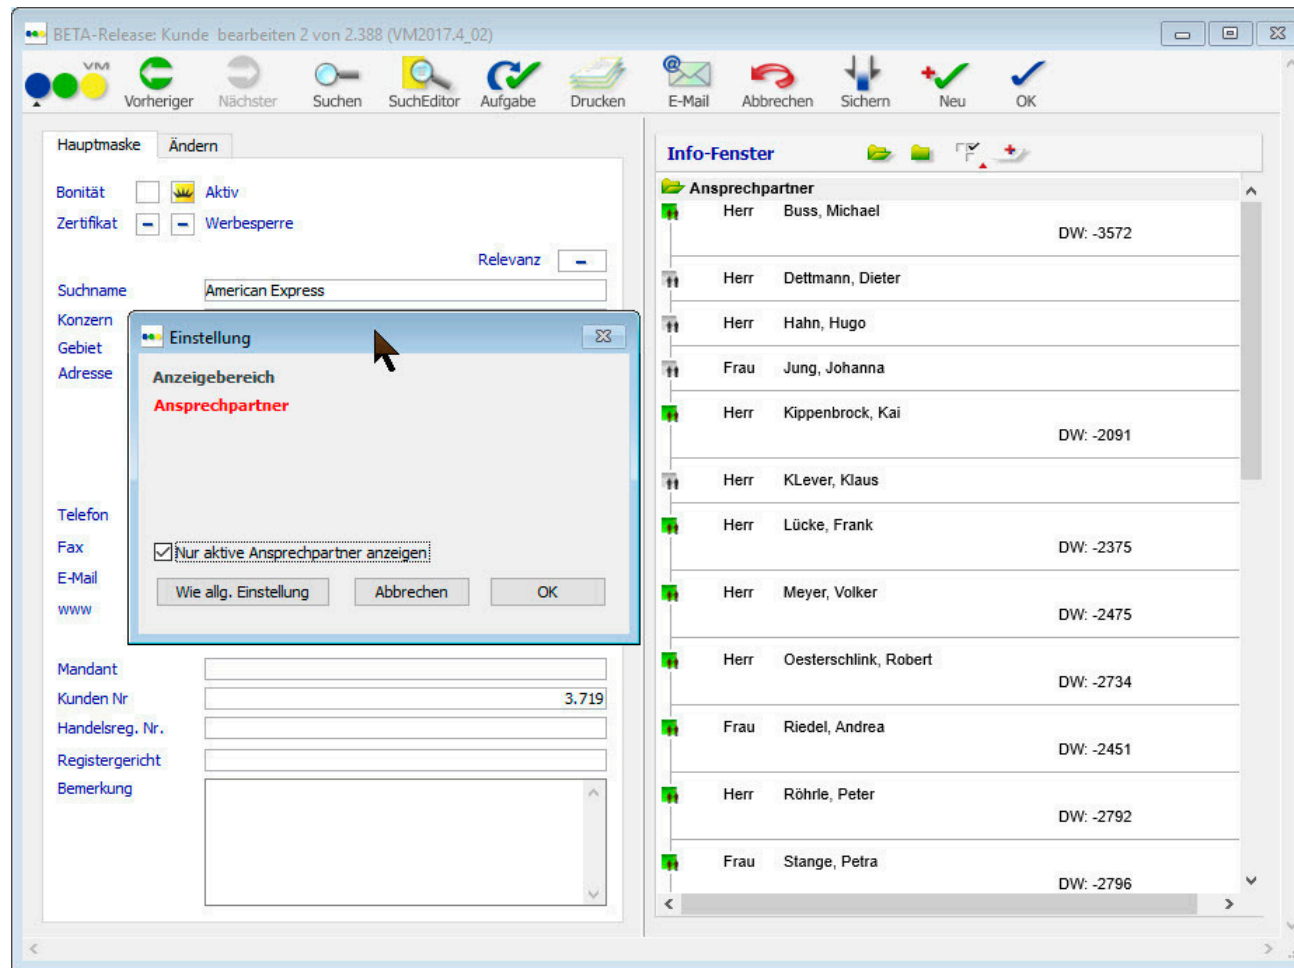 BETA-Release: Kunde bearbeiten 2 von 2.388 (VM2017.4_02)
VM
Vorheriger Nächster Suchen SuchEditor Aufgabe Drucken E-Mail Abbrechen Sichern Neu OK
Hauptmaske Ändern
Bonität Aktiv
Zertifikat Werbesperre
Relevanz
Suchname American Express
Konzern
Gebiet
Adresse
Telefon
Fax
E-Mail
www
Mandant
Kunden Nr 3.719
Handelsreg. Nr.
Registergericht
Bemerkung
Einstellung
Anzeigebereich
Ansprechpartner
Nur aktive Ansprechpartner anzeigen
Wie allg. Einstellung Abbrechen OK
Info-Fenster
Ansprechpartner
Herr Buss, Michael
DW: -3572
Herr Dettmann, Dieter
Herr Hahn, Hugo
Frau Jung, Johanna
Herr Kippenbrock, Kai
DW: -2091
Herr KLever, Klaus
Herr Lücke, Frank
DW: -2375
Herr Meyer, Volker
DW: -2475
Herr Oesterschlink, Robert
DW: -2734
Frau Riedel, Andrea
DW: -2451
Herr Röhrle, Peter
DW: -2792
Frau Stange, Petra
DW: -2796